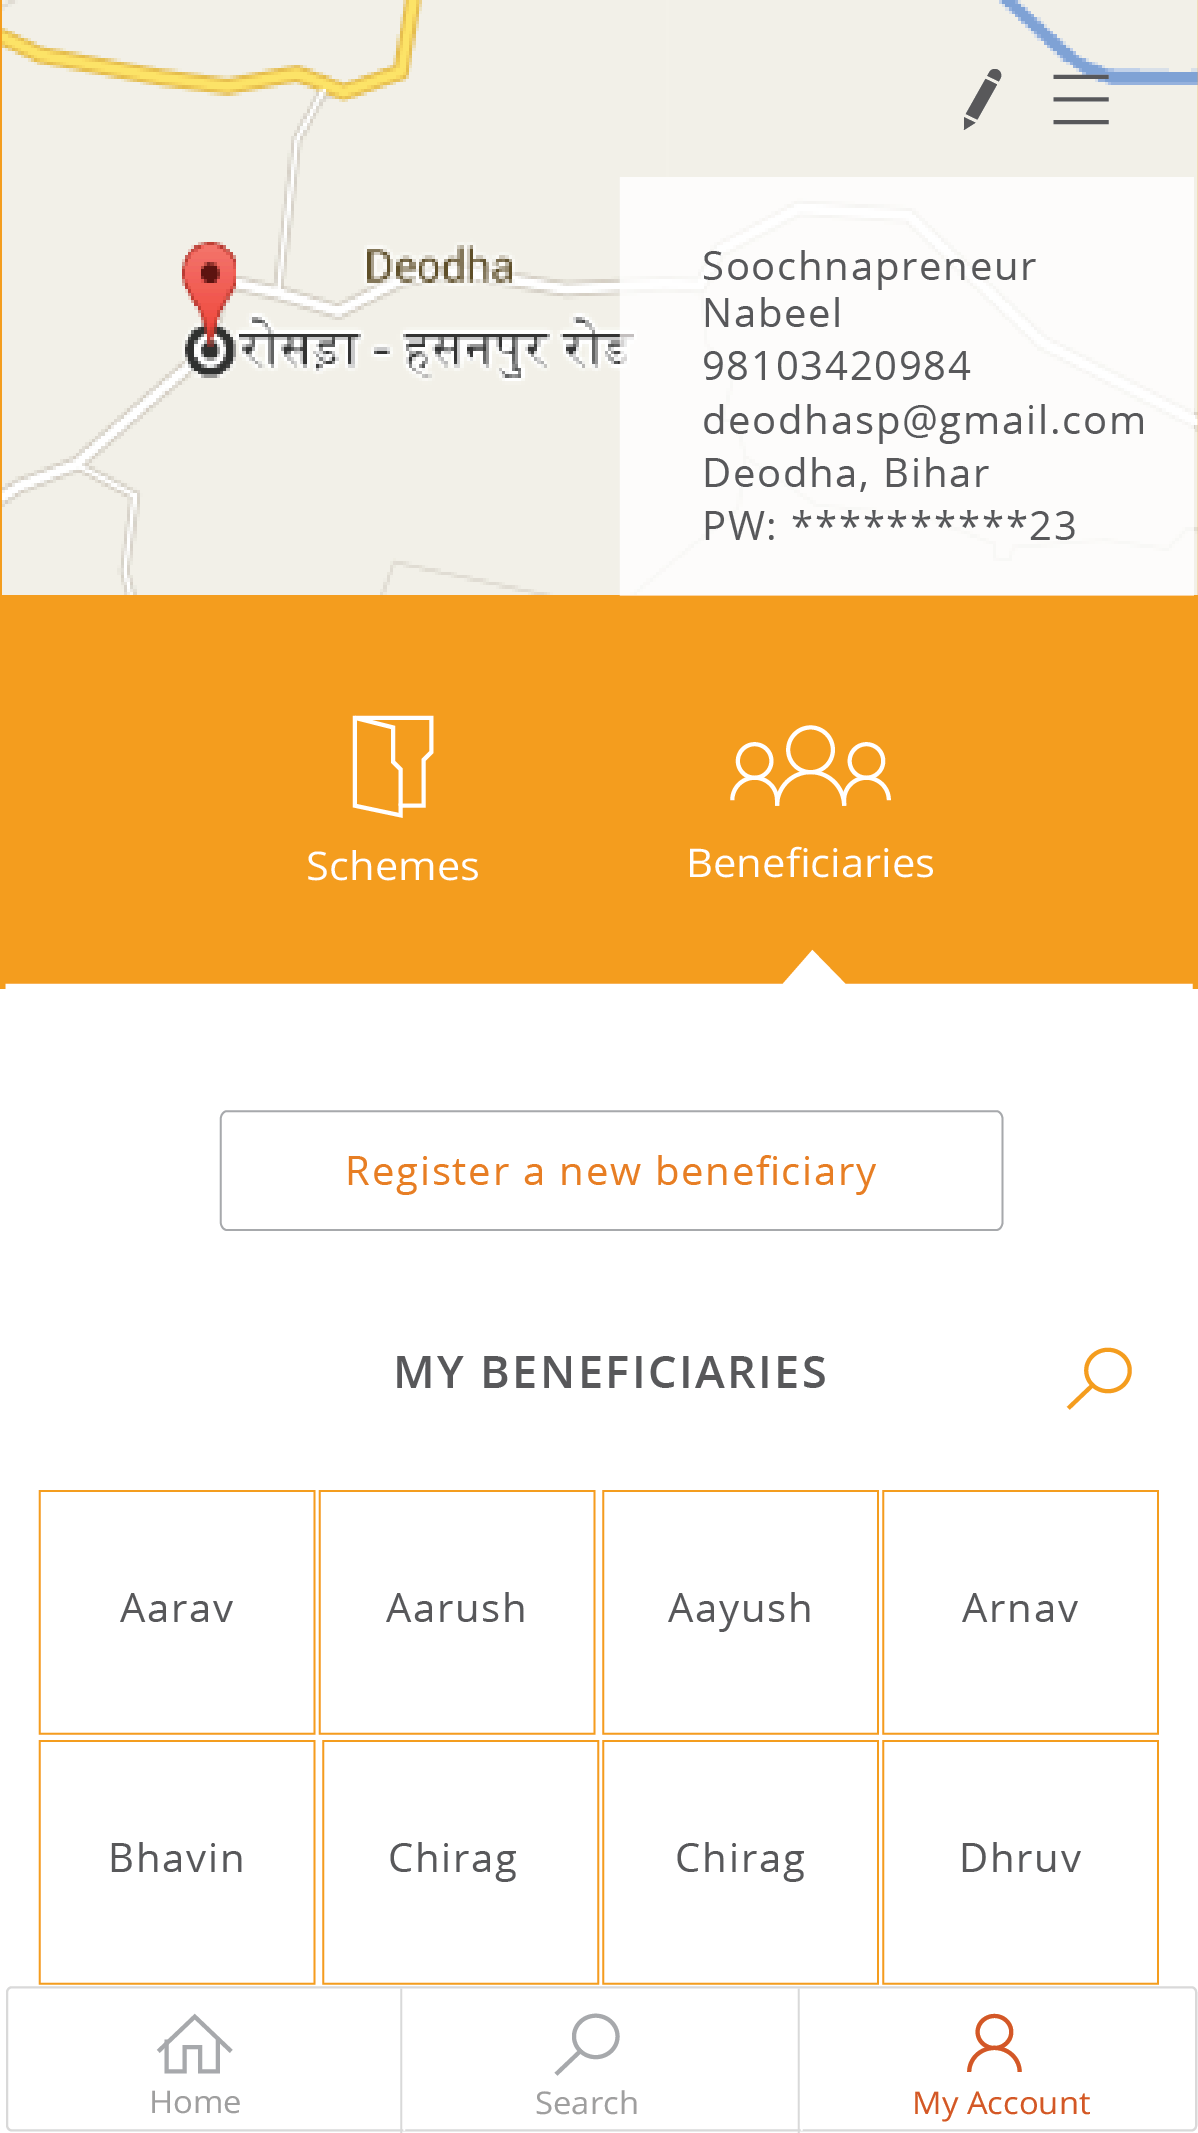 Deodha
रोसड़ा - हसनपुर रोड
Soochnapreneur
Nabeel
98103420984
deodhasp@gmail.com
Deodha, Bihar
PW: **********23
Schemes
Beneficiaries
Register a new beneficiary
MY BENEFICIARIES
Aarav
Aarush
Aayush
Arnav
Bhavin
Chirag
Chirag
Dhruv
Home
Search
My Account